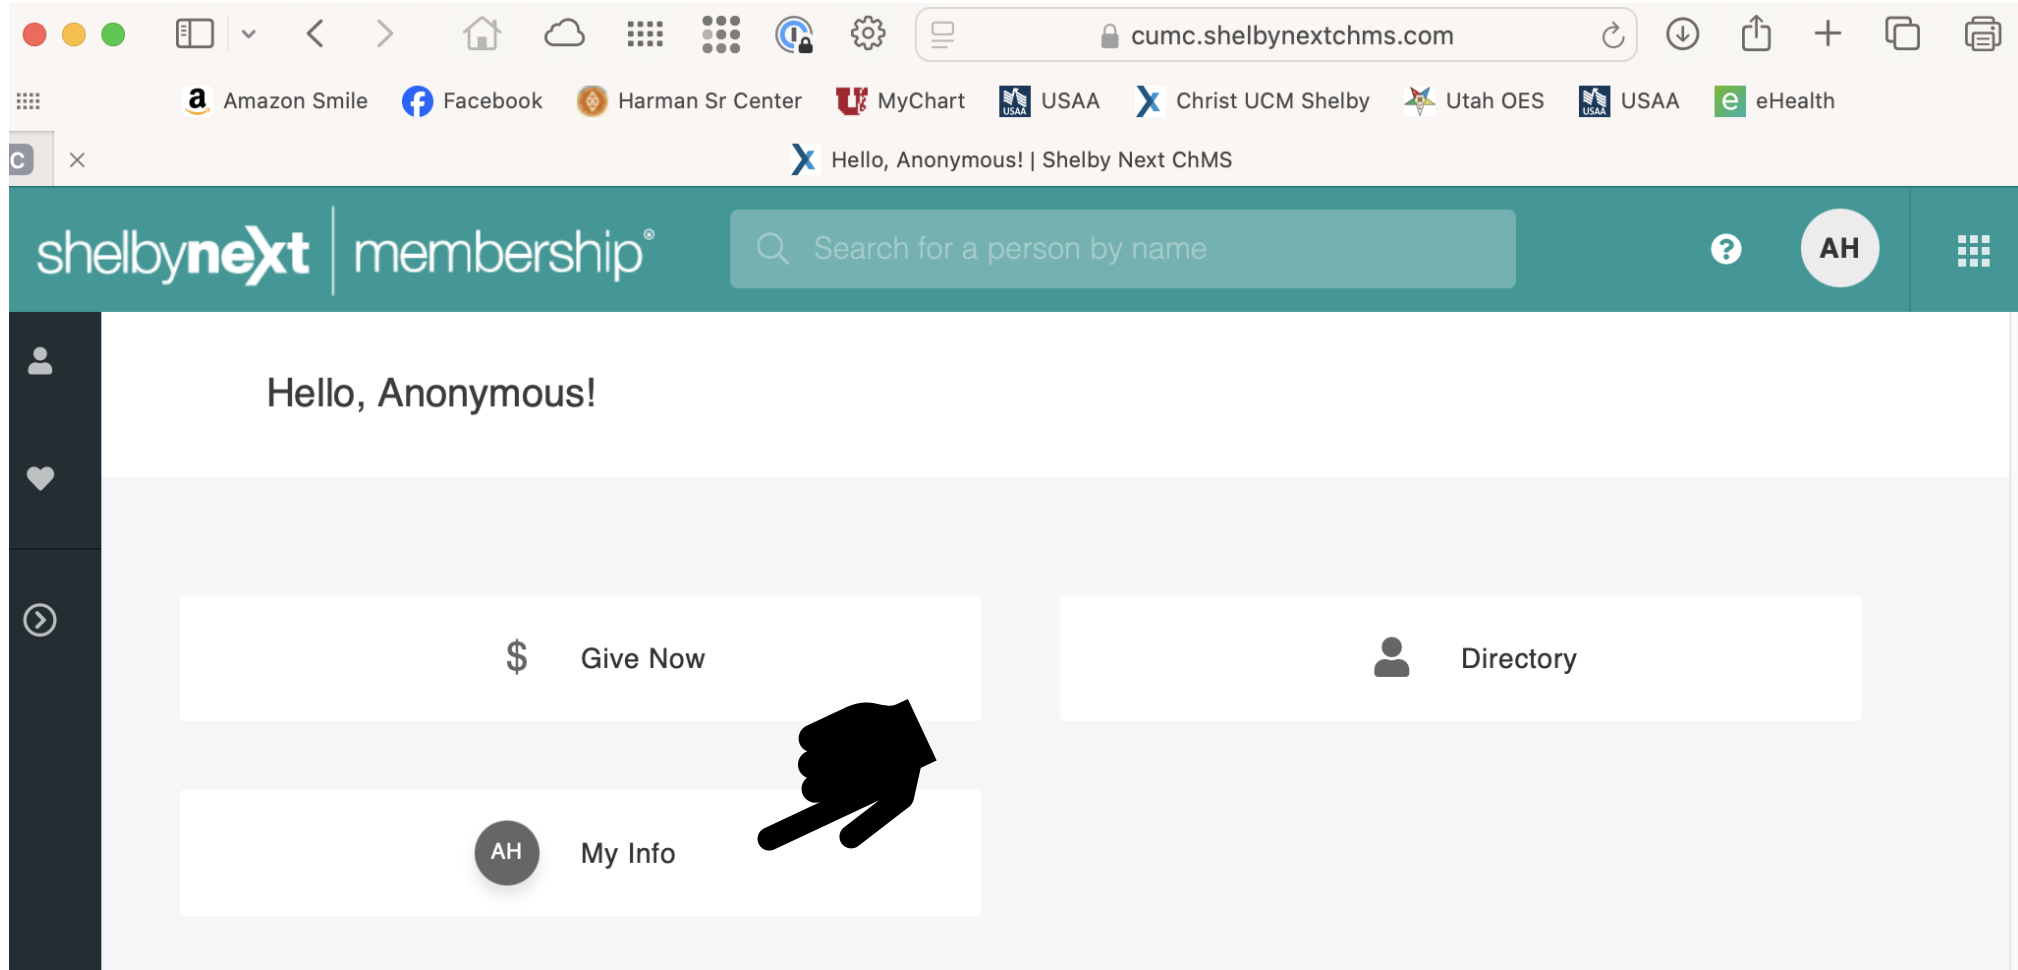 cumc.shelbynextchms.com
Amazon Smile Facebook Harman Sr Center MyChart USAA USAA Christ UCM Shelby Utah OES USAA USAA e eHealth
C Hello, Anonymous! | Shelby Next ChMS
shelbynext | membership® Search for a person by name ? AH
Hello, Anonymous!
$ Give Now
Directory
AH My Info